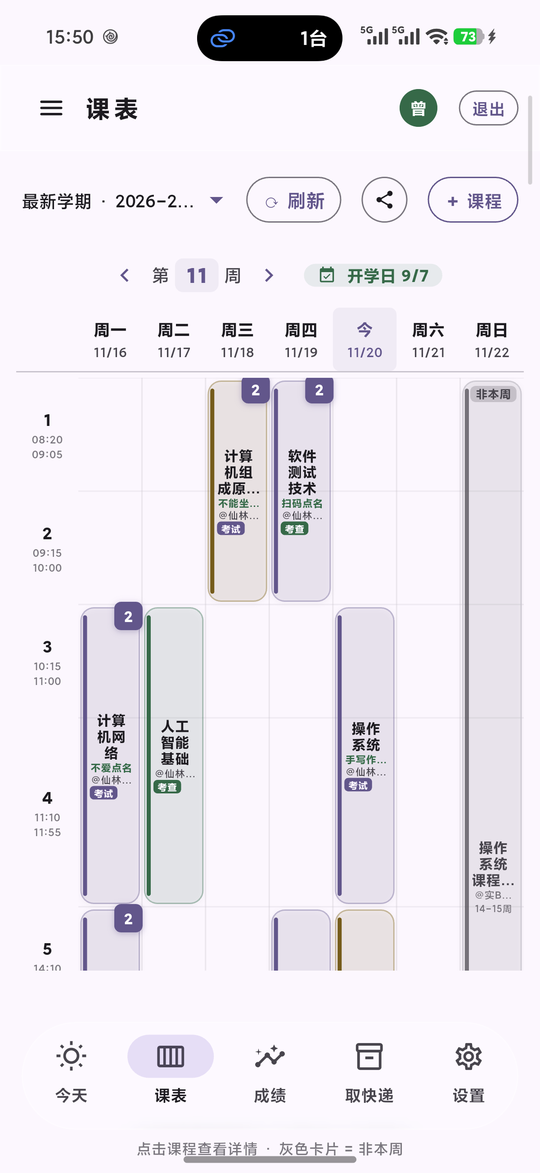 15:50
1台
5G
5G
73
课表
曾
退出
最新学期 · 2026-2...
刷新
+ 课程
第 11 周
开学日 9/7
周一
11/16
周二
11/17
周三
11/18
周四
11/19
今
11/20
周六
11/21
周日
11/22
1
08:20
09:05
2
计算
机组
成原...
不能坐...
@仙林...
考试
2
软件
测试
技术
扫码点名
@仙林...
考查
非本周
2
09:15
10:00
3
10:15
11:00
2
计算
机网
络
不爱点名
@仙林...
考试
人工
智能
基础
@仙林...
考查
操作
系统
手写作...
@仙林...
考试
4
11:10
11:55
操作
系统
课程...
@实B...
14-15周
5
14:10
2
今天
课表
成绩
取快递
设置
点击课程查看详情 · 灰色卡片 = 非本周